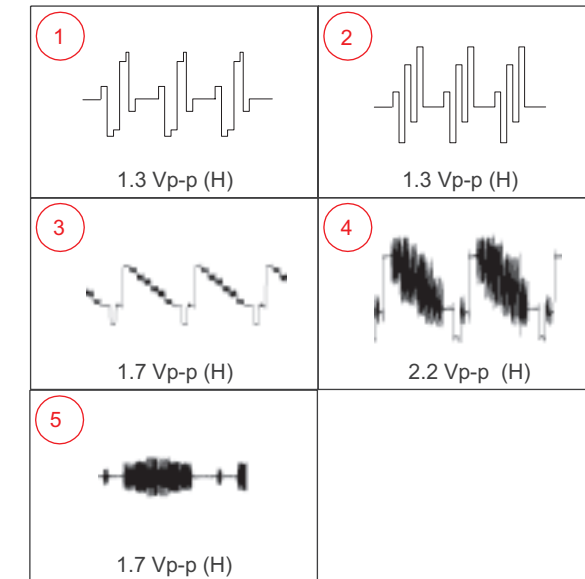 1
2
1.3 Vp-p (H)
1.3 Vp-p (H)
3
4
1.7 Vp-p (H)
2.2 Vp-p (H)
5
1.7 Vp-p (H)